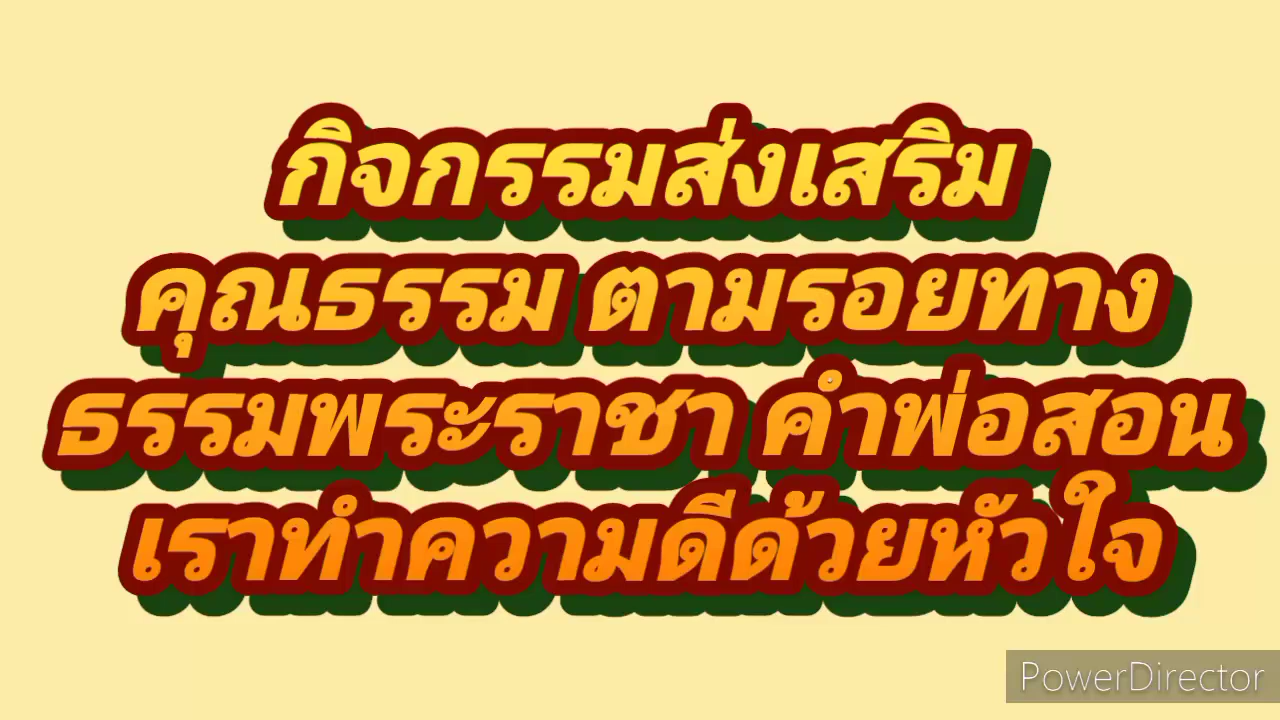 กิจกรรมส่งเสริม
คุณธรรม ตามรอยทาง
ธรรมพระราชา คำพ่อสอน
เราทำความดีด้วยหัวใจ
PowerDirector